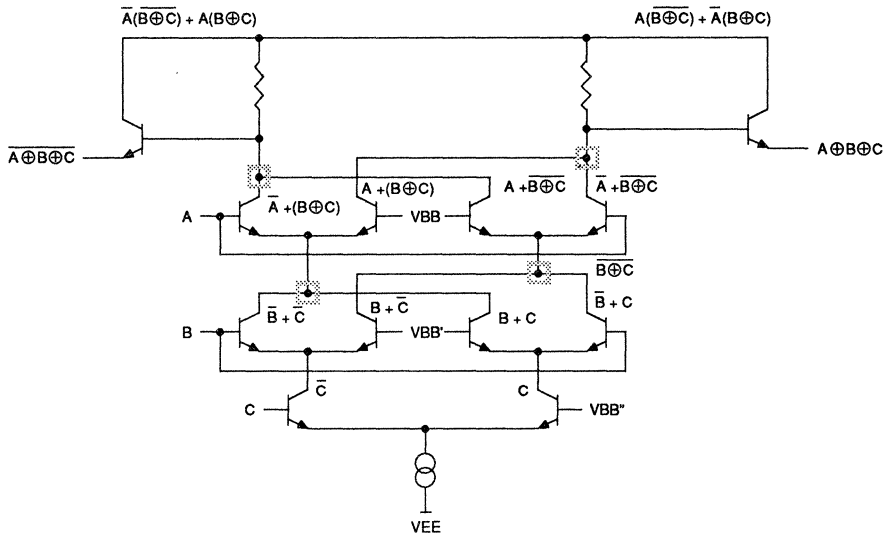 A̅(B̅⊕̅C̅) + A(B⊕C)
A(B̅⊕̅C̅) + A̅(B⊕C)
A̅⊕̅B̅⊕̅C̅
A⊕B⊕C
A̅ + (B⊕C)
A + (B⊕C)
A + B̅⊕̅C̅
A̅ + B̅⊕̅C̅
A
VBB
B̅⊕̅C̅
B̅ + C̅
B + C̅
B + C
B̅ + C
B
VBB'
C̅
C
C
VBB"
VEE